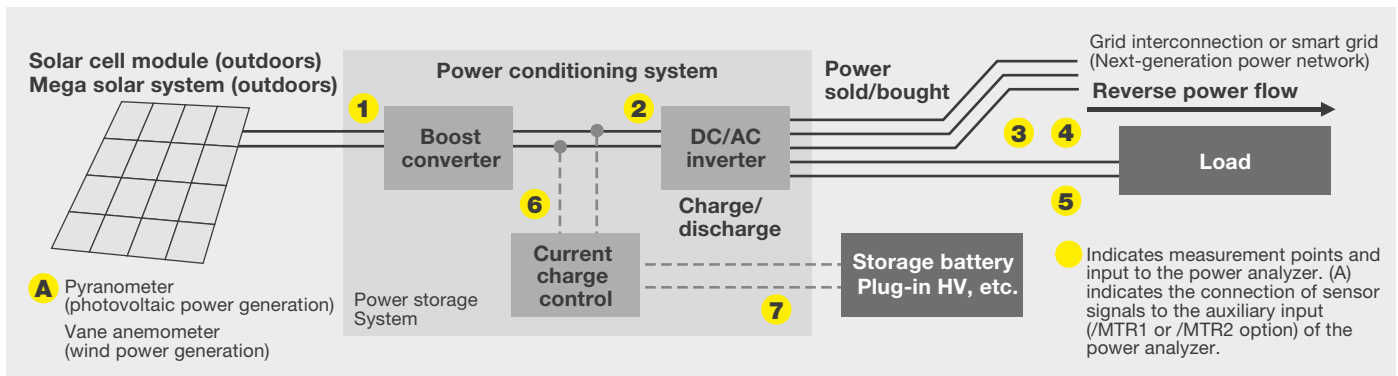 Solar cell module (outdoors)
Mega solar system (outdoors)
Power conditioning system
Power
sold/bought
Grid interconnection or smart grid
(Next-generation power network)
Reverse power flow
1
Boost
converter
2
DC/AC
inverter
3
4
Load
5
6
Charge/
discharge
Current
charge
control
Storage battery
Plug-in HV, etc.
7
Power storage
System
A
Pyranometer
(photovoltaic power generation)
Vane anemometer
(wind power generation)
Indicates measurement points and
input to the power analyzer. (A)
indicates the connection of sensor
signals to the auxiliary input
(/MTR1 or /MTR2 option) of the
power analyzer.